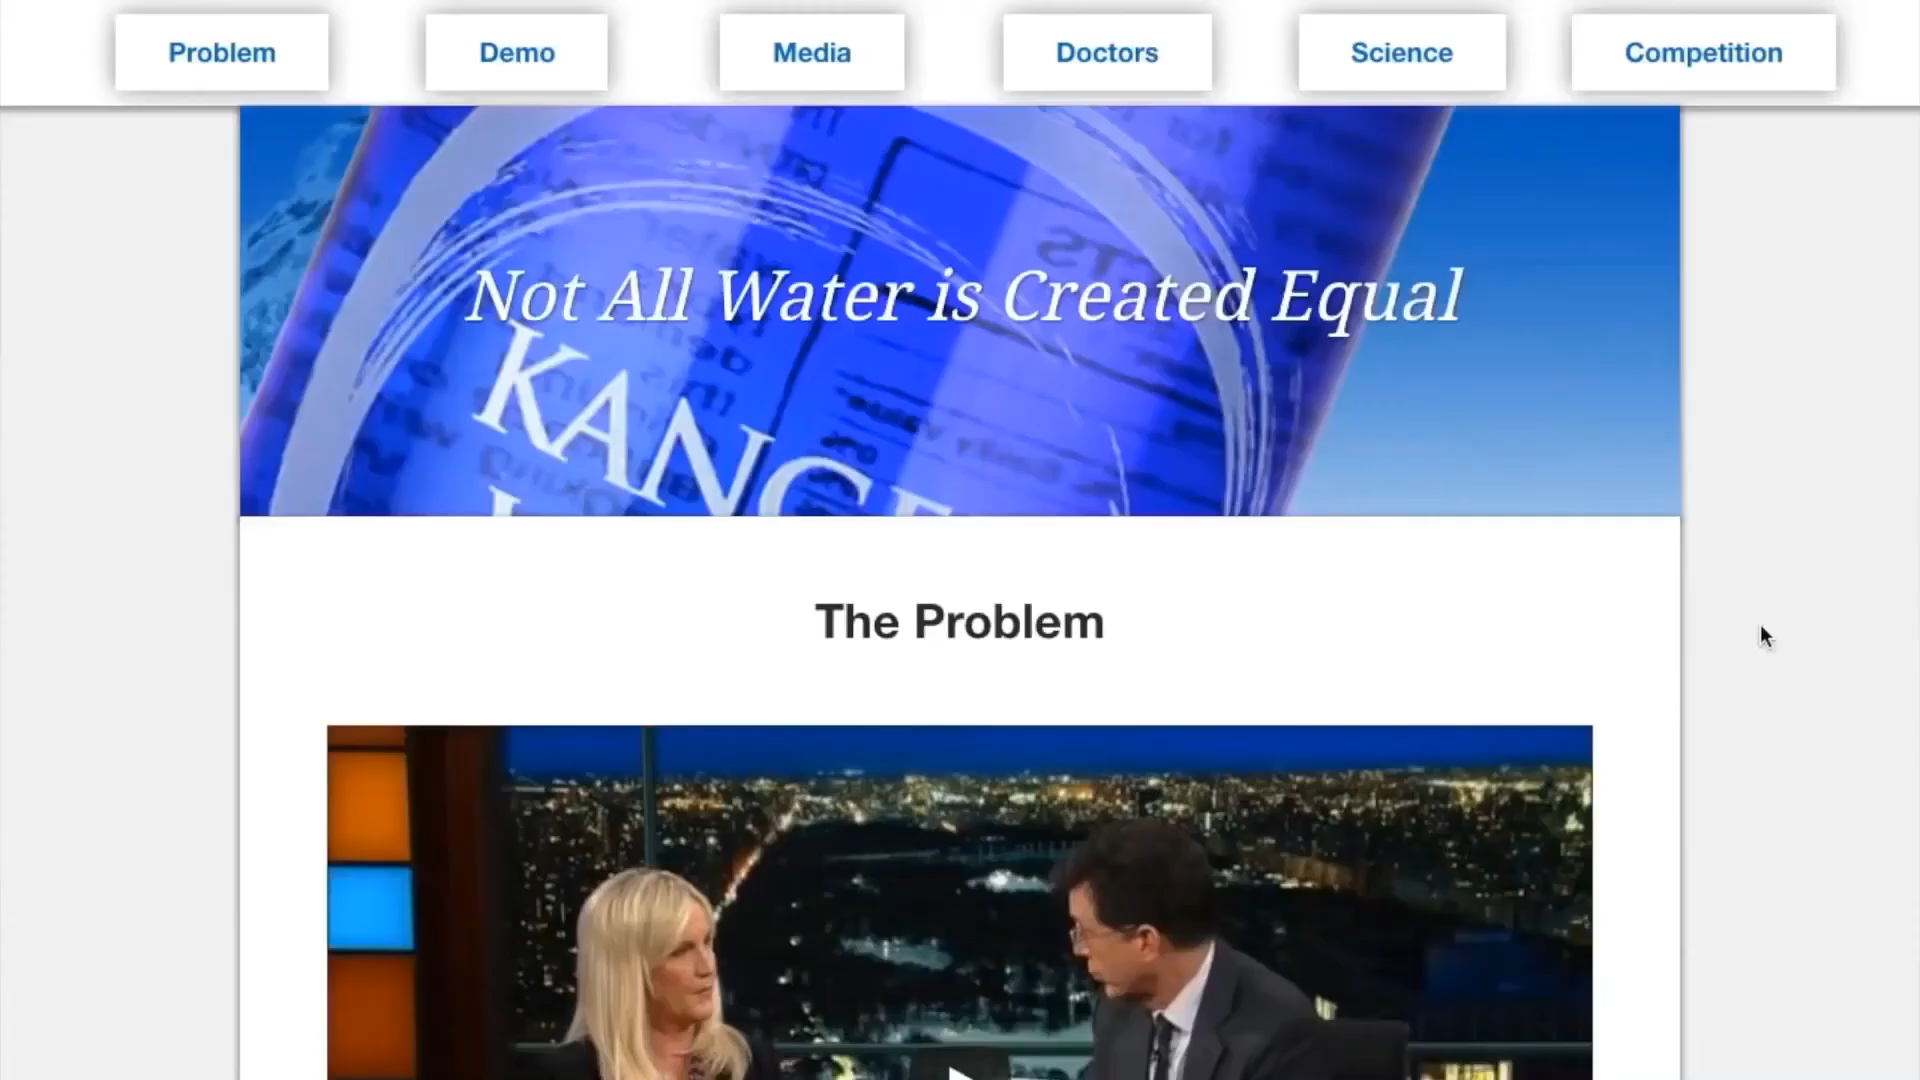 Problem
Demo
Media
Doctors
Science
Competition
Not All Water is Created Equal
KANGE
The Problem